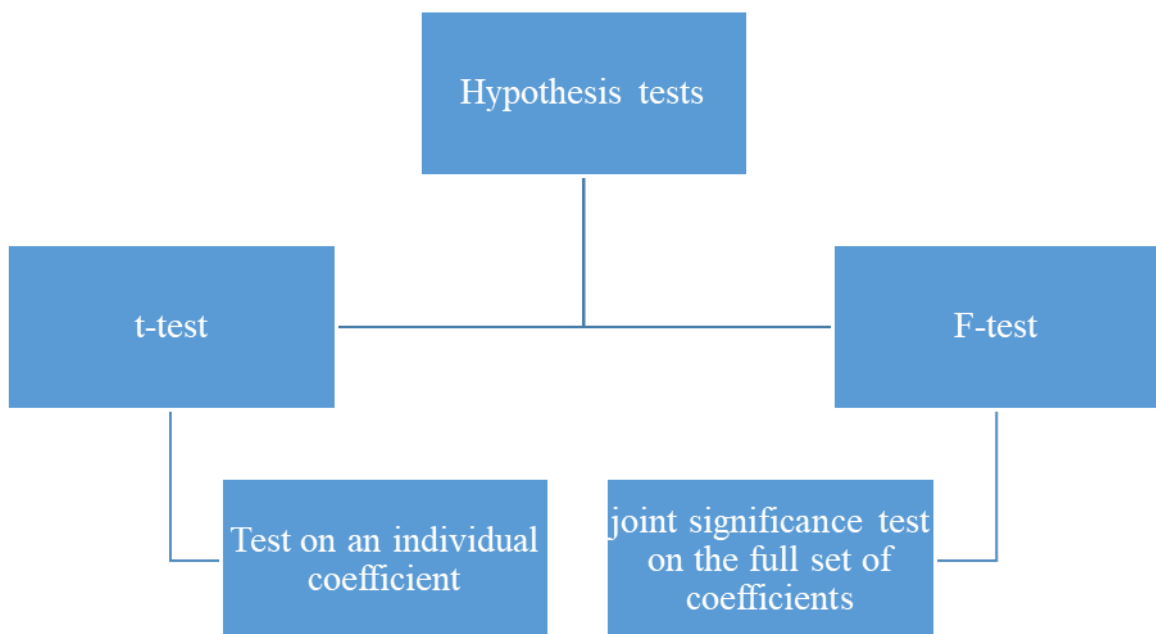 Hypothesis tests
t-test
F-test
Test on an individual
coefficient
joint significance test
on the full set of
coefficients